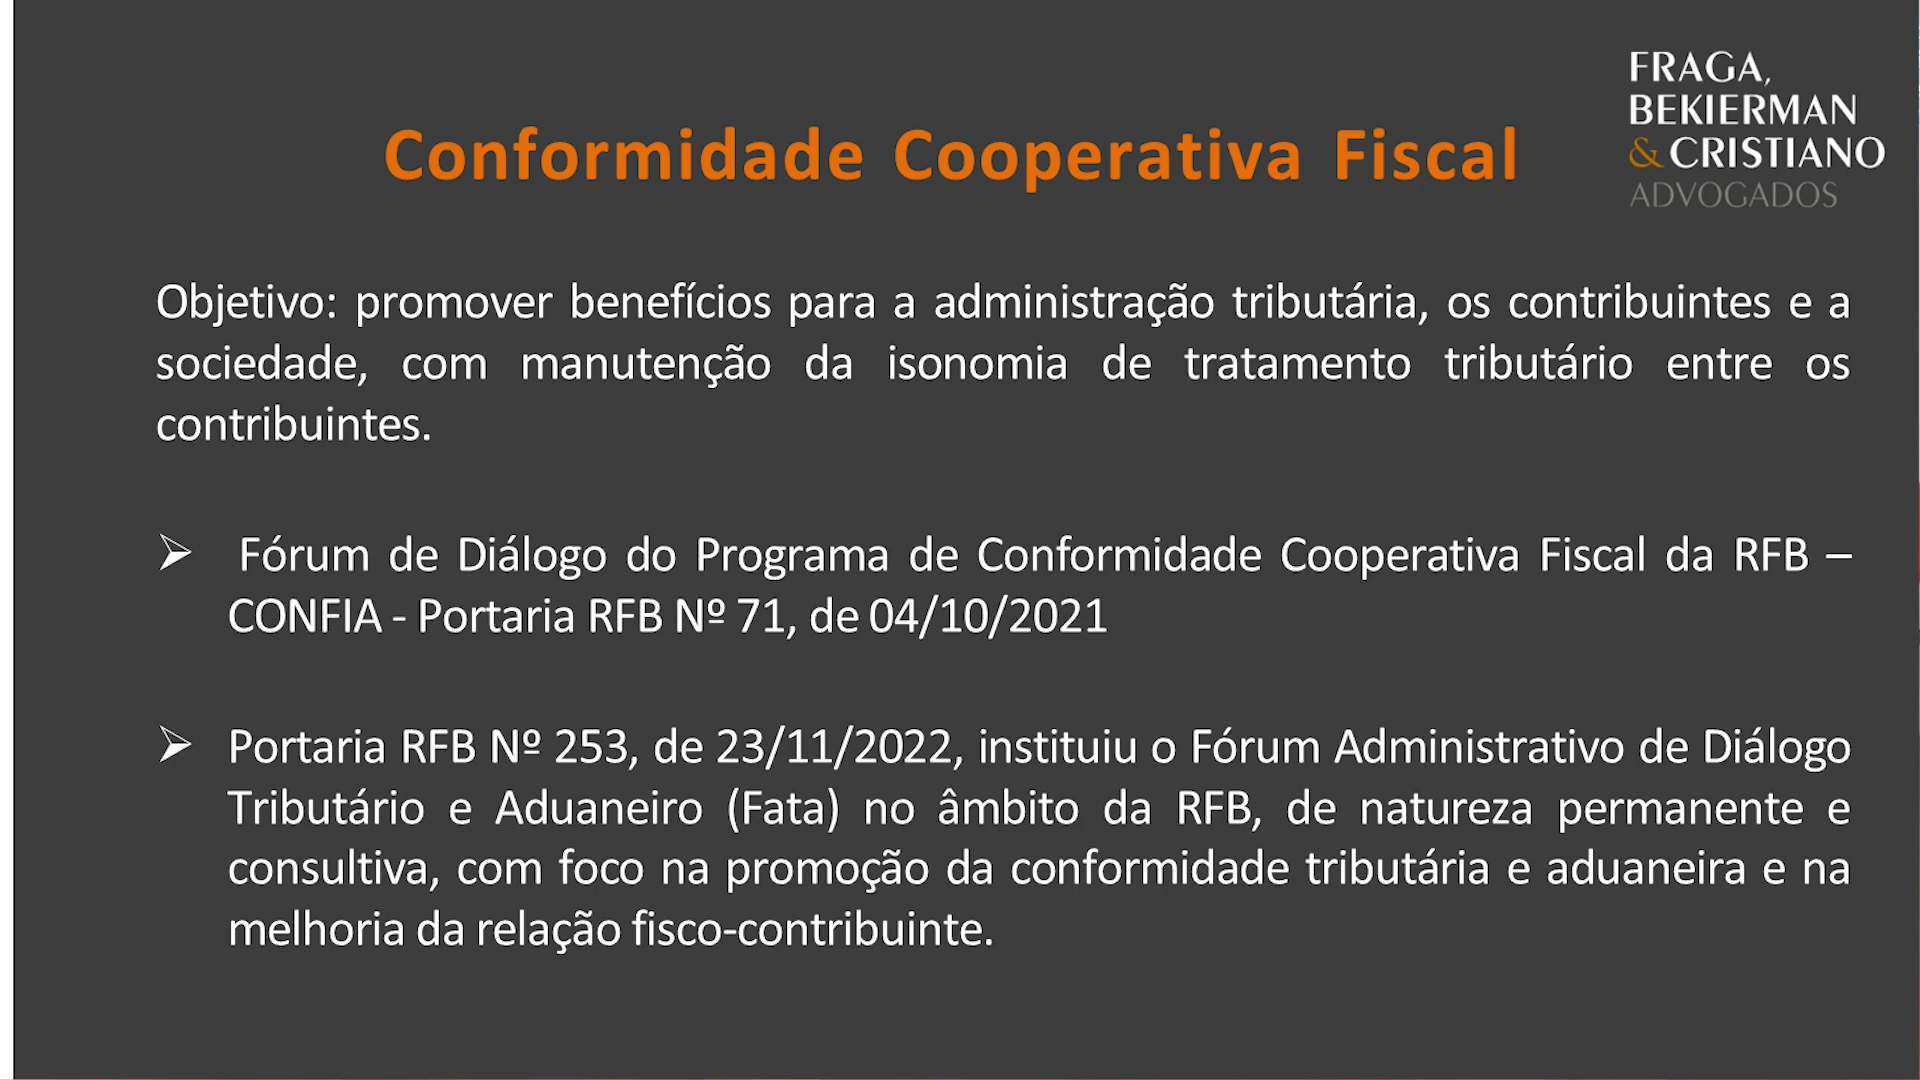 FRAGA,
BEKIERMAN
& CRISTIANO
ADVOGADOS
Conformidade Cooperativa Fiscal
Objetivo: promover benefícios para a administração tributária, os contribuintes e a
sociedade, com manutenção da isonomia de tratamento tributário entre os
contribuintes.
➢ Fórum de Diálogo do Programa de Conformidade Cooperativa Fiscal da RFB –
CONFIA - Portaria RFB Nº 71, de 04/10/2021
➢ Portaria RFB Nº 253, de 23/11/2022, instituiu o Fórum Administrativo de Diálogo
Tributário e Aduaneiro (Fata) no âmbito da RFB, de natureza permanente e
consultiva, com foco na promoção da conformidade tributária e aduaneira e na
melhoria da relação fisco-contribuinte.